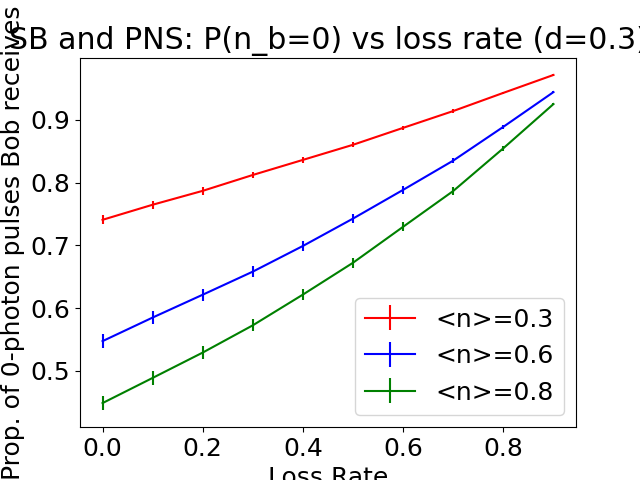 SB and PNS: P(n_b=0) vs loss rate (d=0.3)
Prop. of 0-photon pulses Bob receives
0.9
0.8
0.7
0.6
0.5
<n>=0.3
<n>=0.6
<n>=0.8
0.0 0.2 0.4 0.6 0.8
Loss Rate